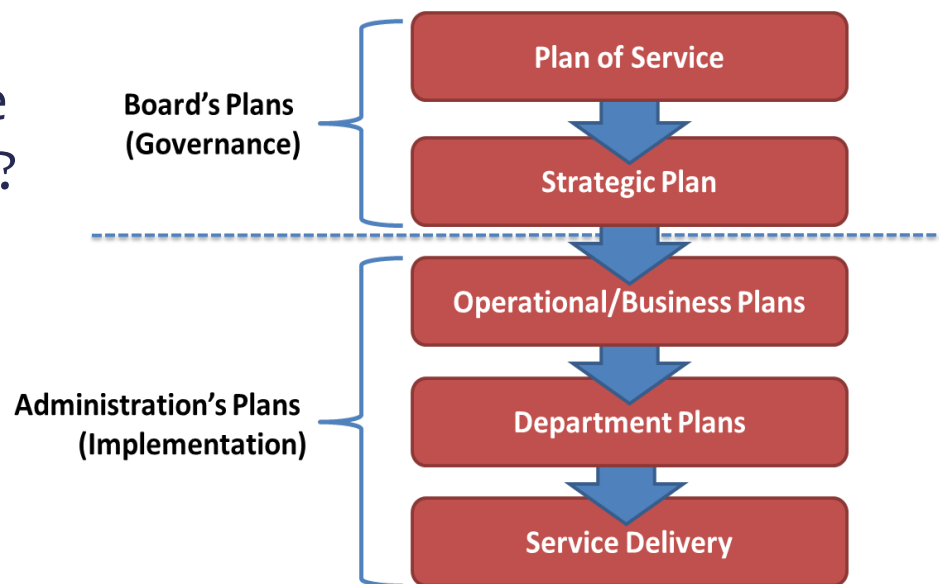 e
?
Board's Plans
(Governance)
Plan of Service
Strategic Plan
Administration's Plans
(Implementation)
Operational/Business Plans
Department Plans
Service Delivery